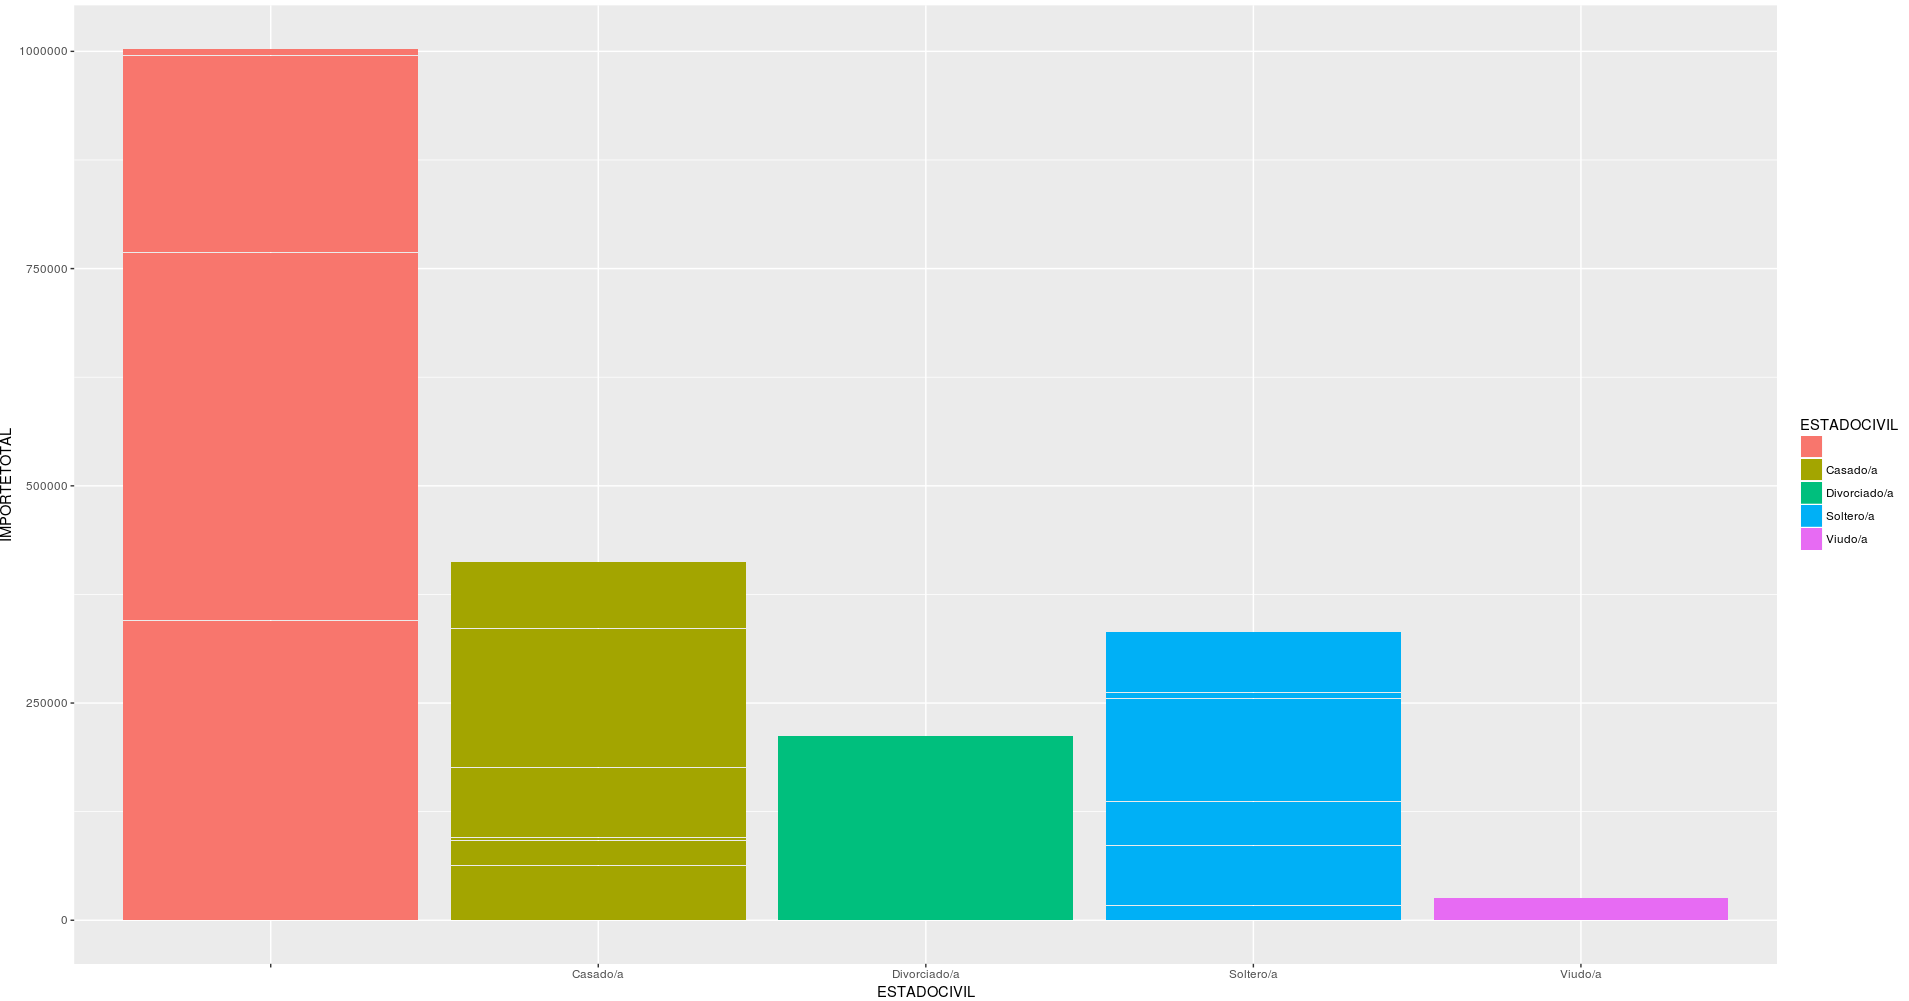 1000000
750000
500000
250000
0
IMPORTETOTAL
Casado/a
Divorciado/a
Soltero/a
Viudo/a
ESTADOCIVIL
ESTADOCIVIL
Casado/a
Divorciado/a
Soltero/a
Viudo/a